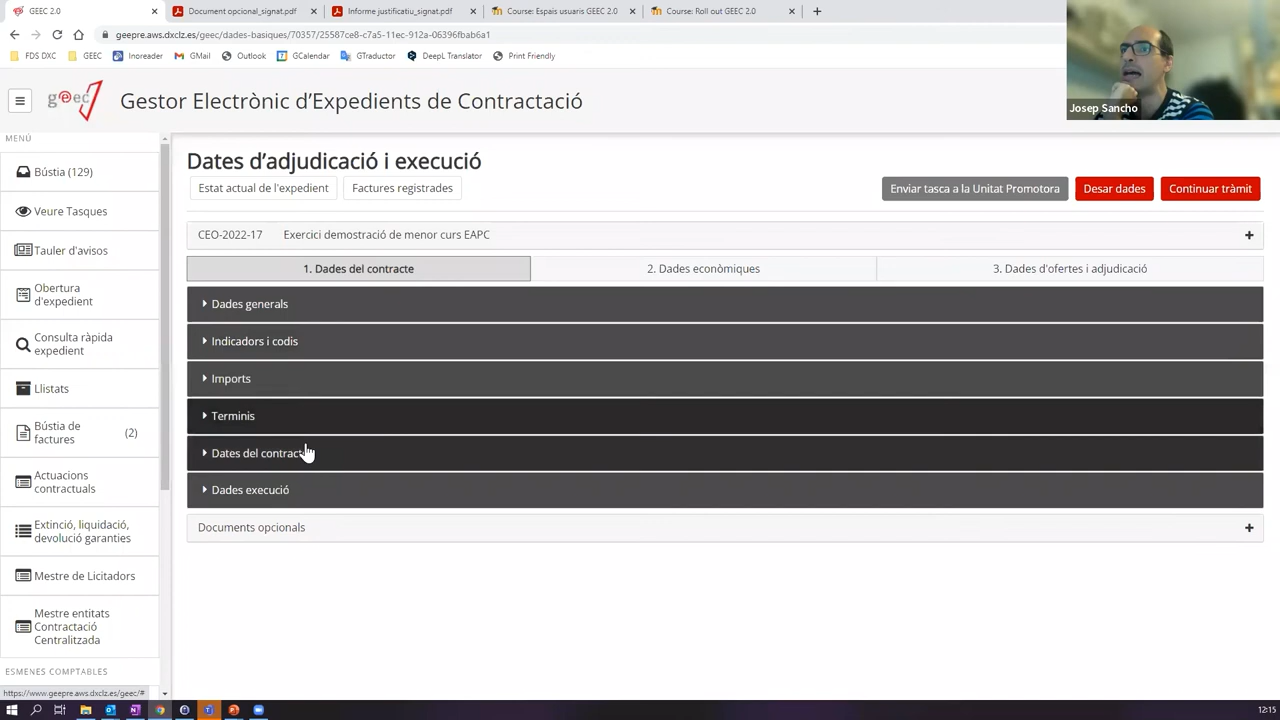 GEEC 2.0
Document opcional_signat.pdf
Informe justificatiu_signat.pdf
Course: Espais usuaris GEEC 2.0
Course: Roll out GEEC 2.0
geepre.aws.dxclz.es/geec/dades-basiques/70357/25587ce8-c7a5-11ec-912a-06396fbab6a1
FDS DXC
GEEC
Inoreader
GMail
Outlook
GCalendar
GTraductor
DeepL Translator
Print Friendly
Josep Sancho
geec
Gestor Electrònic d’Expedients de Contractació
MENÚ
Bústia (129)
Veure Tasques
Tauler d'avisos
Obertura
d'expedient
Consulta ràpida
expedient
Llistats
Bústia de
factures
(2)
Actuacions
contractuals
Extinció, liquidació,
devolució garanties
Mestre de Licitadors
Mestre entitats
Contractació
Centralitzada
ESMENES COMPTABLES
Dates d’adjudicació i execució
Estat actual de l'expedient
Factures registrades
Enviar tasca a la Unitat Promotora
Desar dades
Continuar tràmit
CEO-2022-17 Exercici demostració de menor curs EAPC
1. Dades del contracte
2. Dades econòmiques
3. Dades d'ofertes i adjudicació
Dades generals
Indicadors i codis
Imports
Terminis
Dates del contracte
Dades execució
Documents opcionals
https://www.geepre.aws.dxclz.es/geec/#
12:15